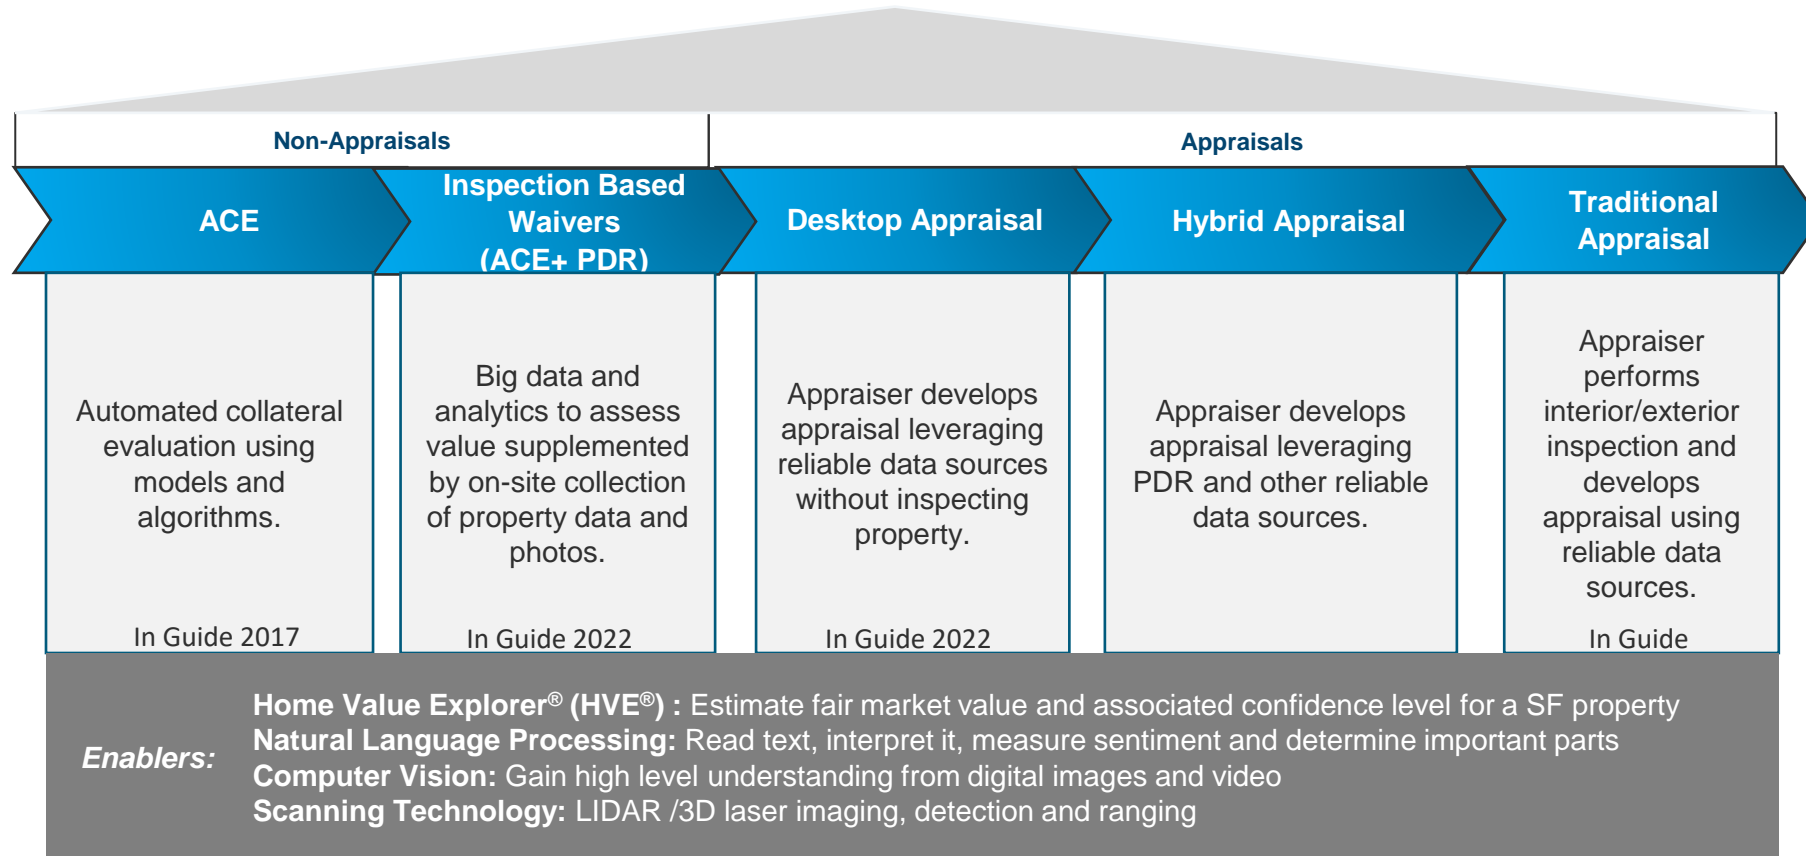 Non-Appraisals
Appraisals
ACE
Inspection Based
Waivers
(ACE+ PDR)
Desktop Appraisal
Hybrid Appraisal
Traditional
Appraisal
Automated collateral
evaluation using
models and
algorithms.
In Guide 2017
Big data and
analytics to assess
value supplemented
by on-site collection
of property data and
photos.
In Guide 2022
Appraiser develops
appraisal leveraging
reliable data sources
without inspecting
property.
In Guide 2022
Appraiser develops
appraisal leveraging
PDR and other reliable
data sources.
Appraiser
performs
interior/exterior
inspection and
develops
appraisal using
reliable data
sources.
In Guide
Enablers:
Home Value Explorer® (HVE®) : Estimate fair market value and associated confidence level for a SF property
Natural Language Processing: Read text, interpret it, measure sentiment and determine important parts
Computer Vision: Gain high level understanding from digital images and video
Scanning Technology: LIDAR /3D laser imaging, detection and ranging